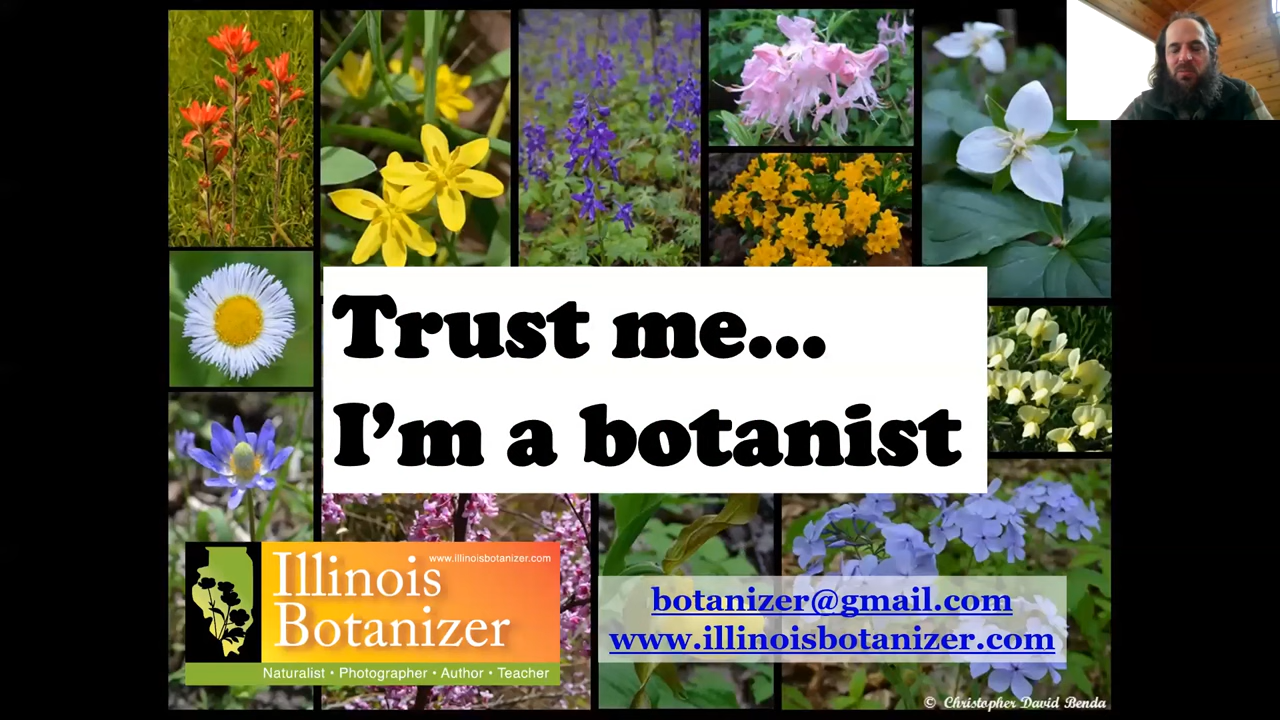 Trust me...
I'm a botanist
www.illinoisbotanizer.com
Illinois
Botanizer
Naturalist • Photographer • Author • Teacher
botanizer@gmail.com
www.illinoisbotanizer.com
© Christopher David Benda